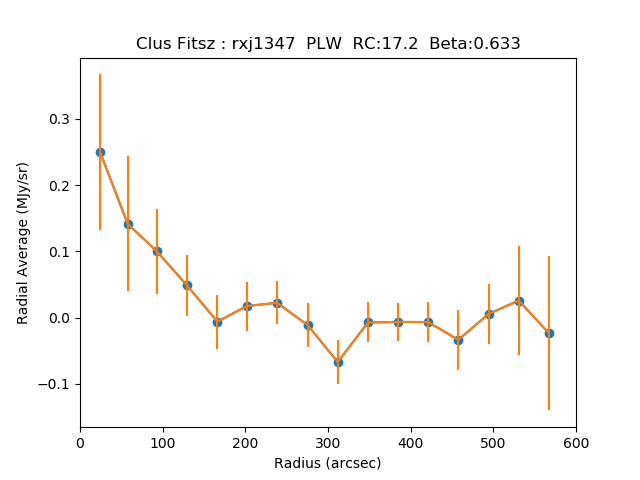 Clus Fitsz : rxj1347  PLW  RC:17.2  Beta:0.633
Radial Average (MJy/sr)
0.3
0.2
0.1
0.0
−0.1
0 100 200 300 400 500 600
Radius (arcsec)